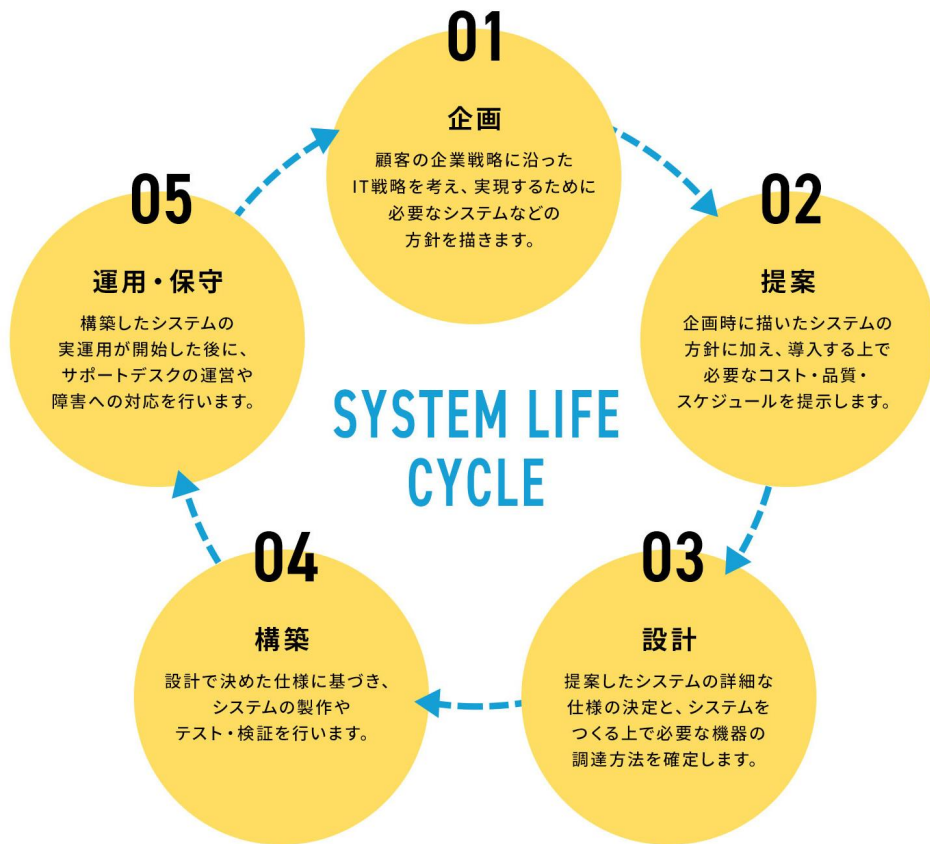 01
企画
顧客の企業戦略に沿った
IT戦略を考え、実現するために
必要なシステムなどの
方針を描きます。
02
提案
企画時に描いたシステムの
方針に加え、導入する上で
必要なコスト・品質・
スケジュールを提示します。
03
設計
提案したシステムの詳細な
仕様の決定と、システムを
つくる上で必要な機器の
調達方法を確定します。
04
構築
設計で決めた仕様に基づき、
システムの製作や
テスト・検証を行います。
05
運用・保守
構築したシステムの
実運用が開始した後に、
サポートデスクの運営や
障害への対応を行います。
SYSTEM LIFE
CYCLE